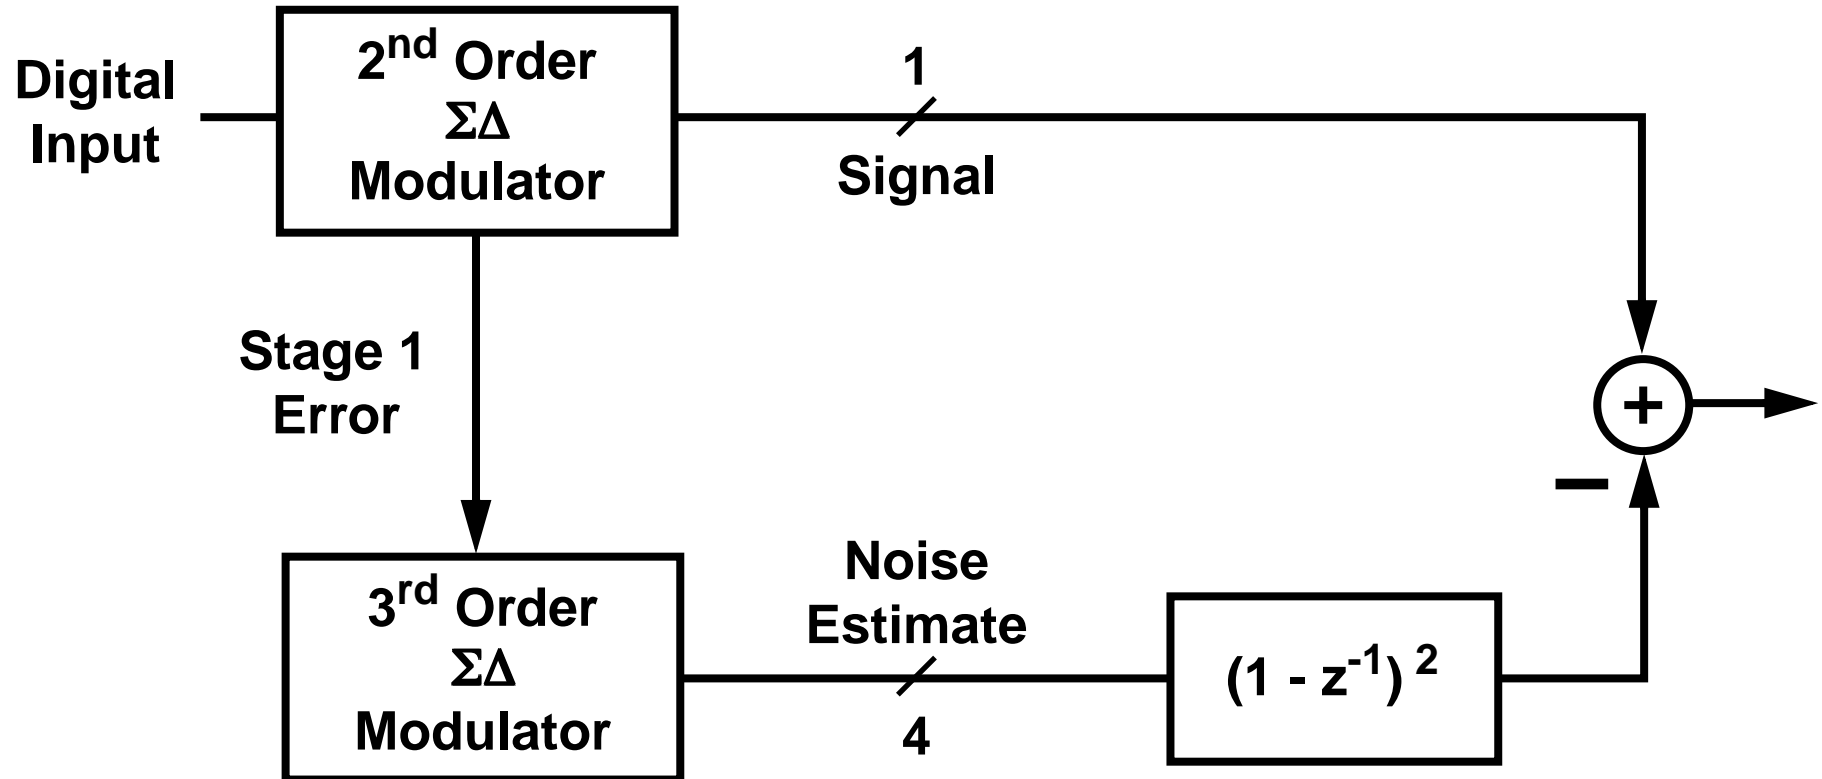 Digital
Input
2nd Order
ΣΔ
Modulator
1
Signal
Stage 1
Error
+
−
3rd Order
ΣΔ
Modulator
Noise
Estimate
4
(1 - z-1) 2